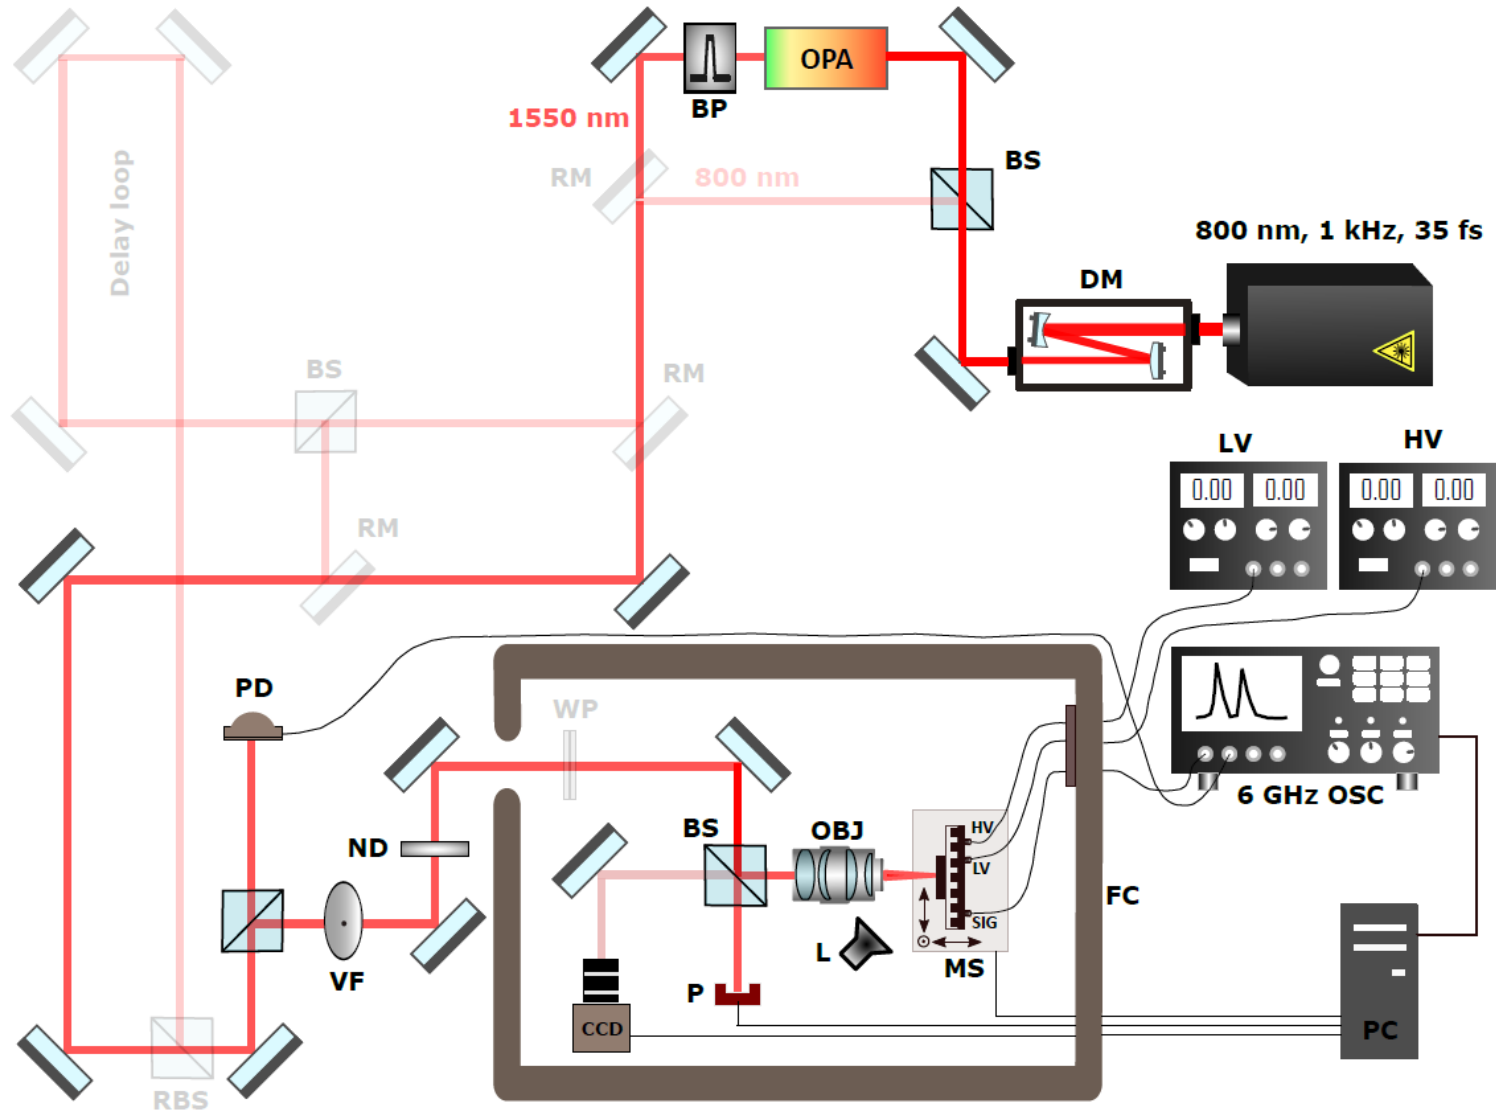 OPA
BP
1550 nm
BS
RM
800 nm
Delay loop
800 nm, 1 kHz, 35 fs
DM
BS
RM
LV
HV
0.00
0.00
0.00
0.00
RM
PD
WP
6 GHz OSC
BS
OBJ
HV
LV
SIG
ND
FC
L
MS
VF
P
CCD
PC
RBS